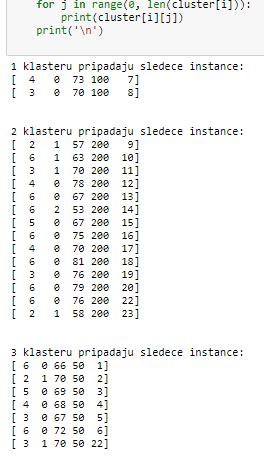 for j in range(0, len(cluster[i])):
print(cluster[i][j])
print('\n')
1 klasteru pripadaju sledece instance:
[ 4 0 73 100 7]
[ 3 0 70 100 8]
2 klasteru pripadaju sledece instance:
[ 2 1 57 200 9]
[ 6 1 63 200 10]
[ 3 1 70 200 11]
[ 4 0 78 200 12]
[ 6 0 67 200 13]
[ 6 2 53 200 14]
[ 5 0 67 200 15]
[ 6 0 75 200 16]
[ 4 0 70 200 17]
[ 6 0 81 200 18]
[ 3 0 76 200 19]
[ 6 0 79 200 20]
[ 6 0 76 200 22]
[ 2 1 58 200 23]
3 klasteru pripadaju sledece instance:
[ 6 0 66 50 1]
[ 2 1 70 50 2]
[ 5 0 69 50 3]
[ 4 0 68 50 4]
[ 3 0 67 50 5]
[ 6 0 72 50 6]
[ 3 1 70 50 22]